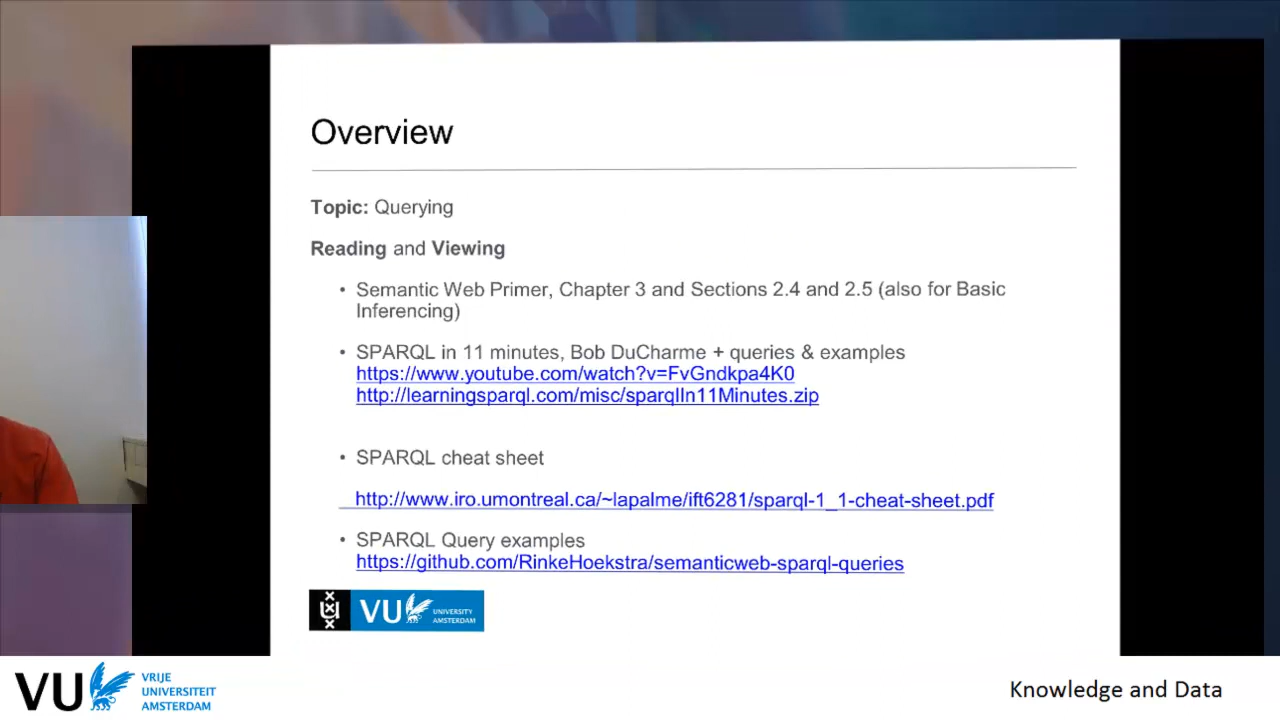 Overview
Topic: Querying
Reading and Viewing
• Semantic Web Primer, Chapter 3 and Sections 2.4 and 2.5 (also for Basic
Inferencing)
• SPARQL in 11 minutes, Bob DuCharme + queries & examples
https://www.youtube.com/watch?v=FvGndkpa4K0
http://learningsparql.com/misc/sparqlIn11Minutes.zip
• SPARQL cheat sheet
http://www.iro.umontreal.ca/~lapalme/ift6281/sparql-1_1-cheat-sheet.pdf
• SPARQL Query examples
https://github.com/RinkeHoekstra/semanticweb-sparql-queries
VU UNIVERSITY
AMSTERDAM
VU VRIJE
UNIVERSITEIT
AMSTERDAM
Knowledge and Data